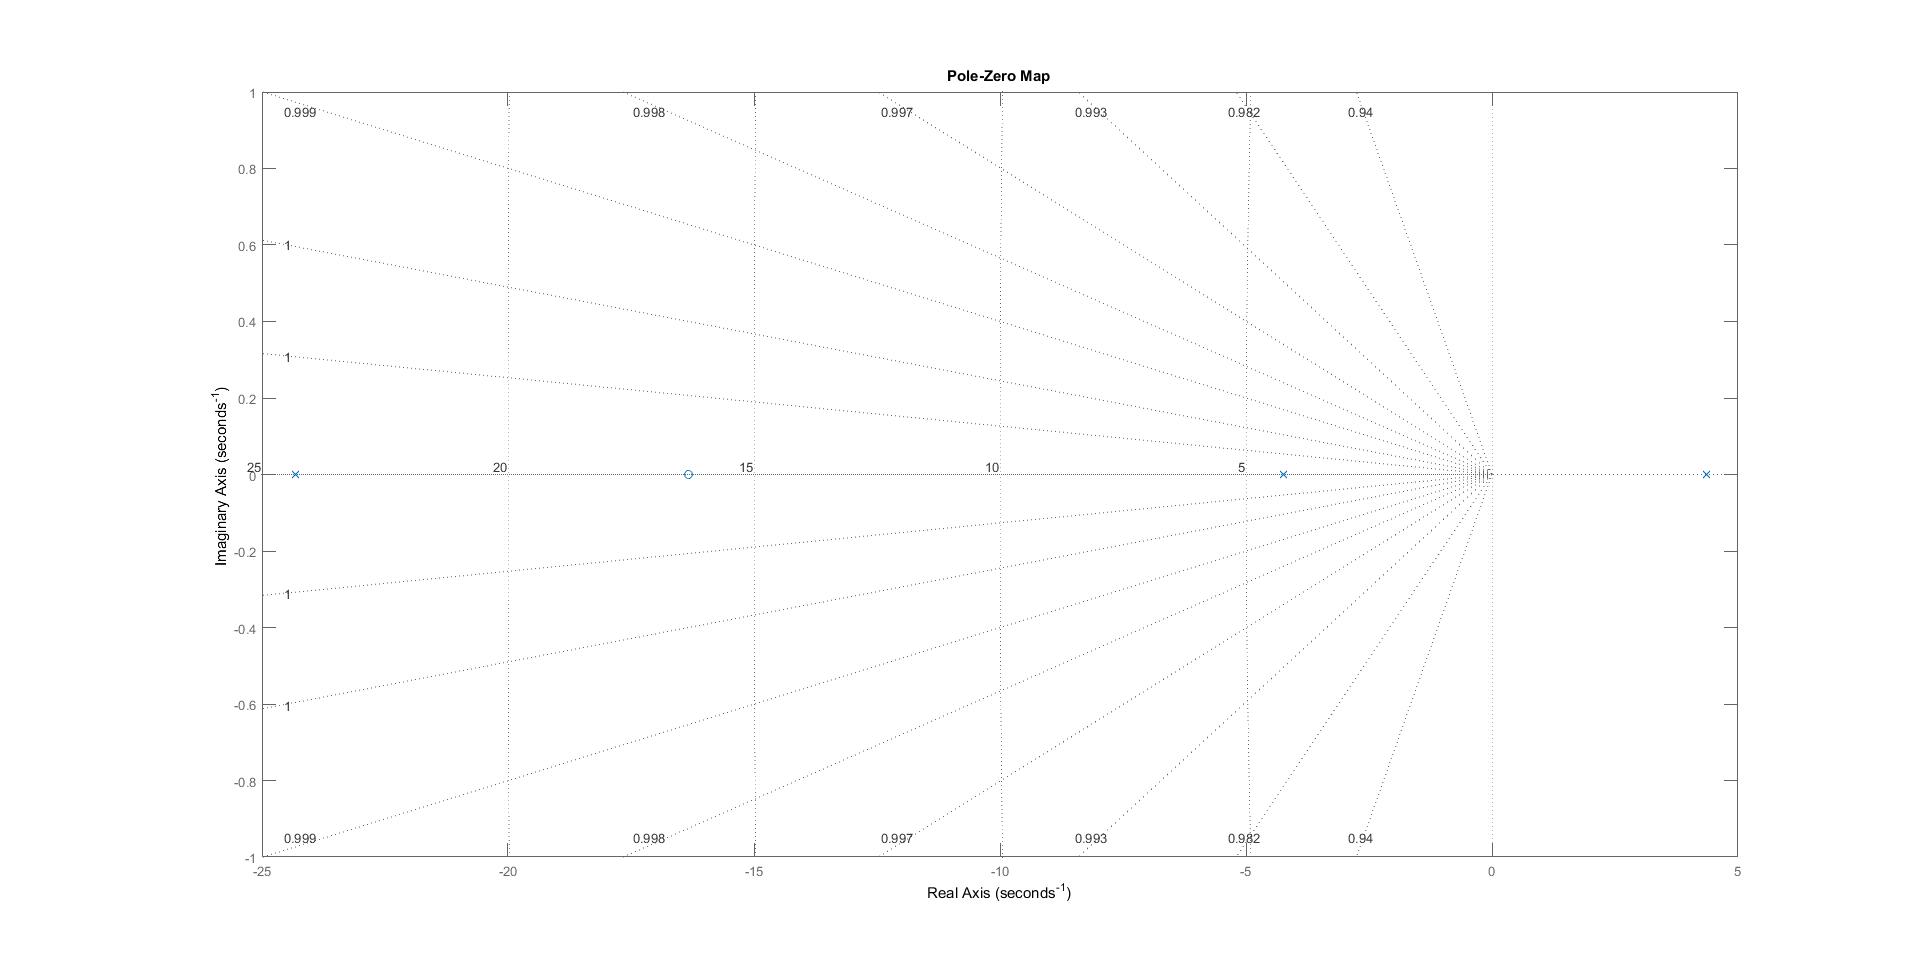 Pole-Zero Map
1
0.999 0.998 0.997 0.993 0.982 0.94
0.8
0.6 1
0.4
1
0.2
25 20 15 10 5
0
-0.2
1
-0.4
-0.6 1
-0.8
0.999 0.998 0.997 0.993 0.982 0.94
-1
-25 -20 -15 -10 -5 0 5
Real Axis (seconds⁻¹)
Imaginary Axis (seconds⁻¹)